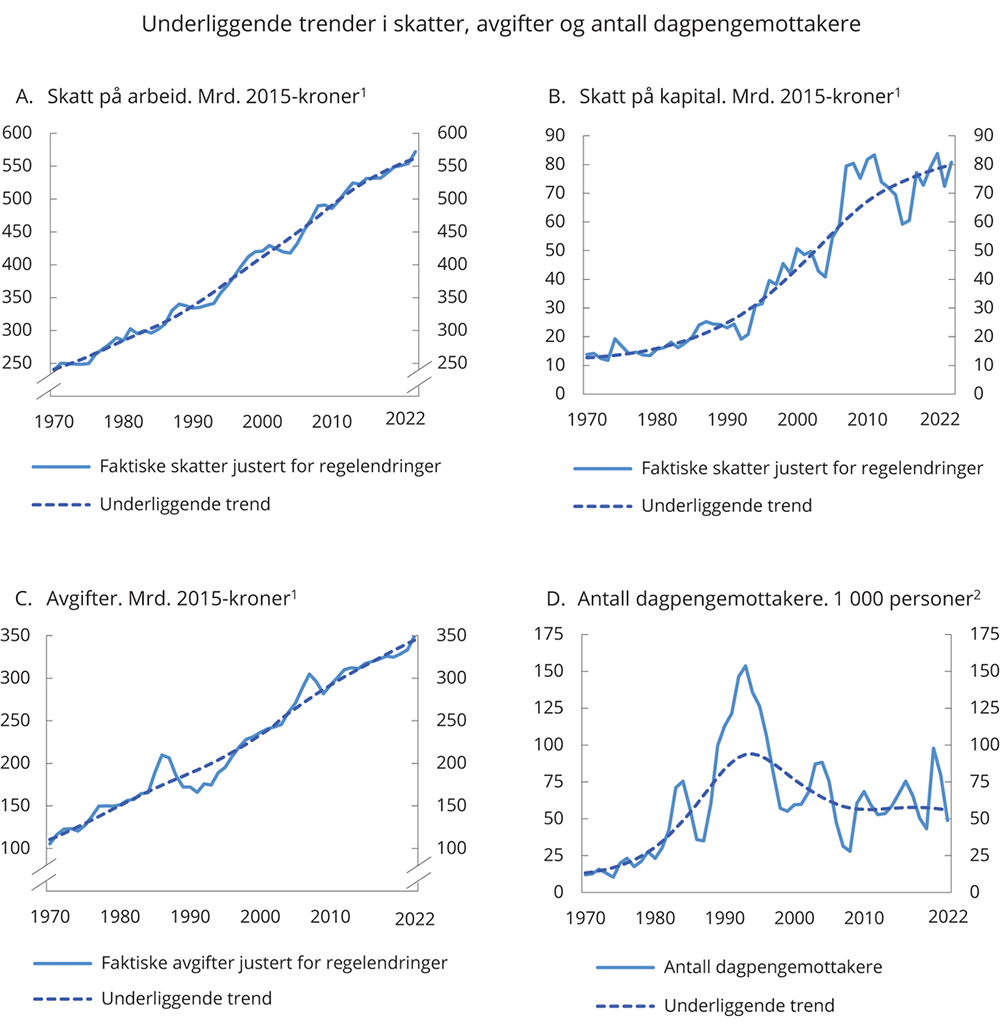 Underliggende trender i skatter, avgifter og antall dagpengemottakere
A. Skatt på arbeid. Mrd. 2015-kroner¹
600 600
550 550
500 500
450 450
400 400
350 350
300 300
250 250
1970 1980 1990 2000 2010 2022
Faktiske skatter justert for regelendringer
Underliggende trend
B. Skatt på kapital. Mrd. 2015-kroner¹
90 90
80 80
70 70
60 60
50 50
40 40
30 30
20 20
10 10
0 0
1970 1980 1990 2000 2010 2022
Faktiske skatter justert for regelendringer
Underliggende trend
C. Avgifter. Mrd. 2015-kroner¹
350 350
300 300
250 250
200 200
150 150
100 100
1970 1980 1990 2000 2010 2022
Faktiske avgifter justert for regelendringer
Underliggende trend
D. Antall dagpengemottakere. 1 000 personer²
175 175
150 150
125 125
100 100
75 75
50 50
25 25
0 0
1970 1980 1990 2000 2010 2022
Antall dagpengemottakere
Underliggende trend